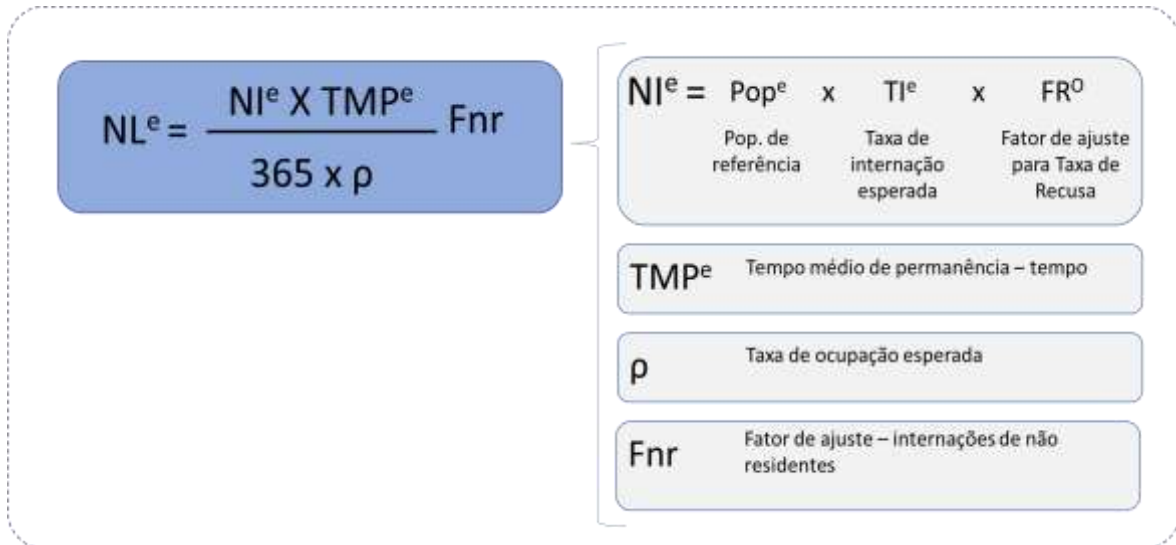 NLᵉ = NIᵉ X TMPᵉ Fnr
365 x ρ
NIᵉ = Popᵉ x TIᵉ x FRᴼ
Pop. de Taxa de Fator de ajuste
referência internação para Taxa de
esperada Recusa
TMPᵉ Tempo médio de permanência – tempo
ρ Taxa de ocupação esperada
Fnr Fator de ajuste – internações de não
residentes